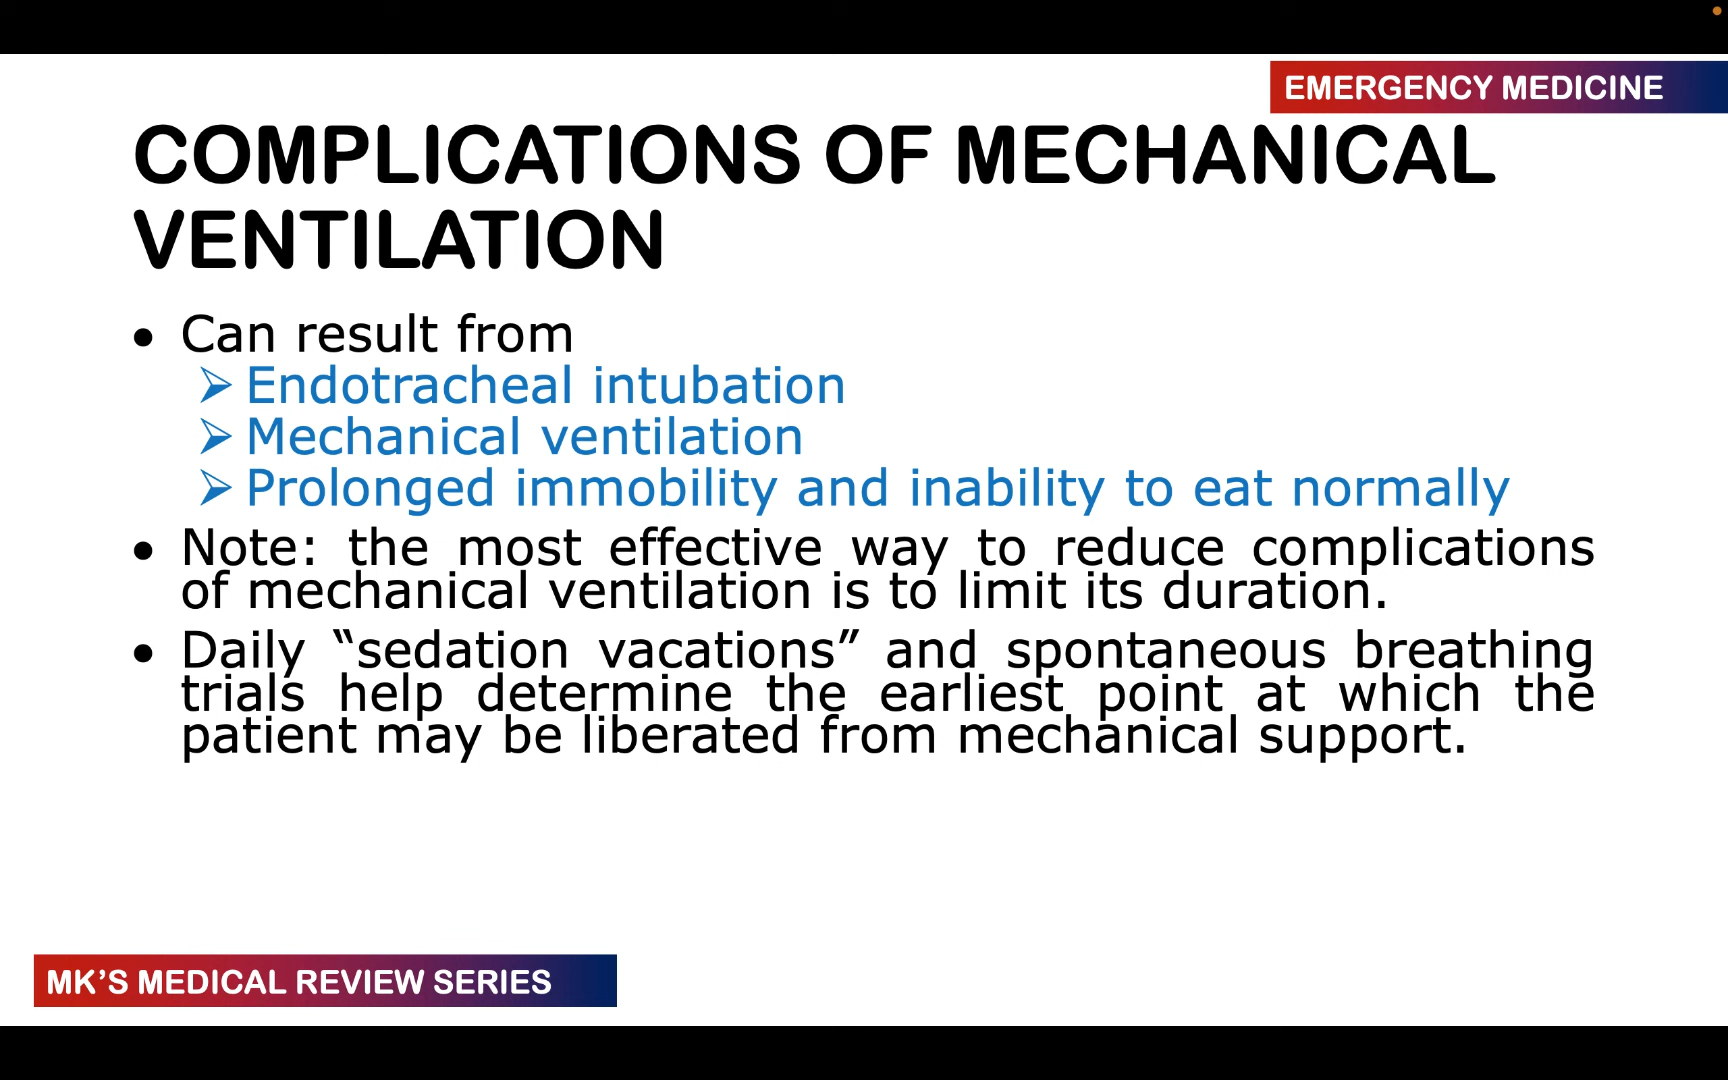 EMERGENCY MEDICINE
COMPLICATIONS OF MECHANICAL
VENTILATION
• Can result from
➢ Endotracheal intubation
➢ Mechanical ventilation
➢ Prolonged immobility and inability to eat normally
• Note: the most effective way to reduce complications
of mechanical ventilation is to limit its duration.
• Daily “sedation vacations” and spontaneous breathing
trials help determine the earliest point at which the
patient may be liberated from mechanical support.
MK’S MEDICAL REVIEW SERIES